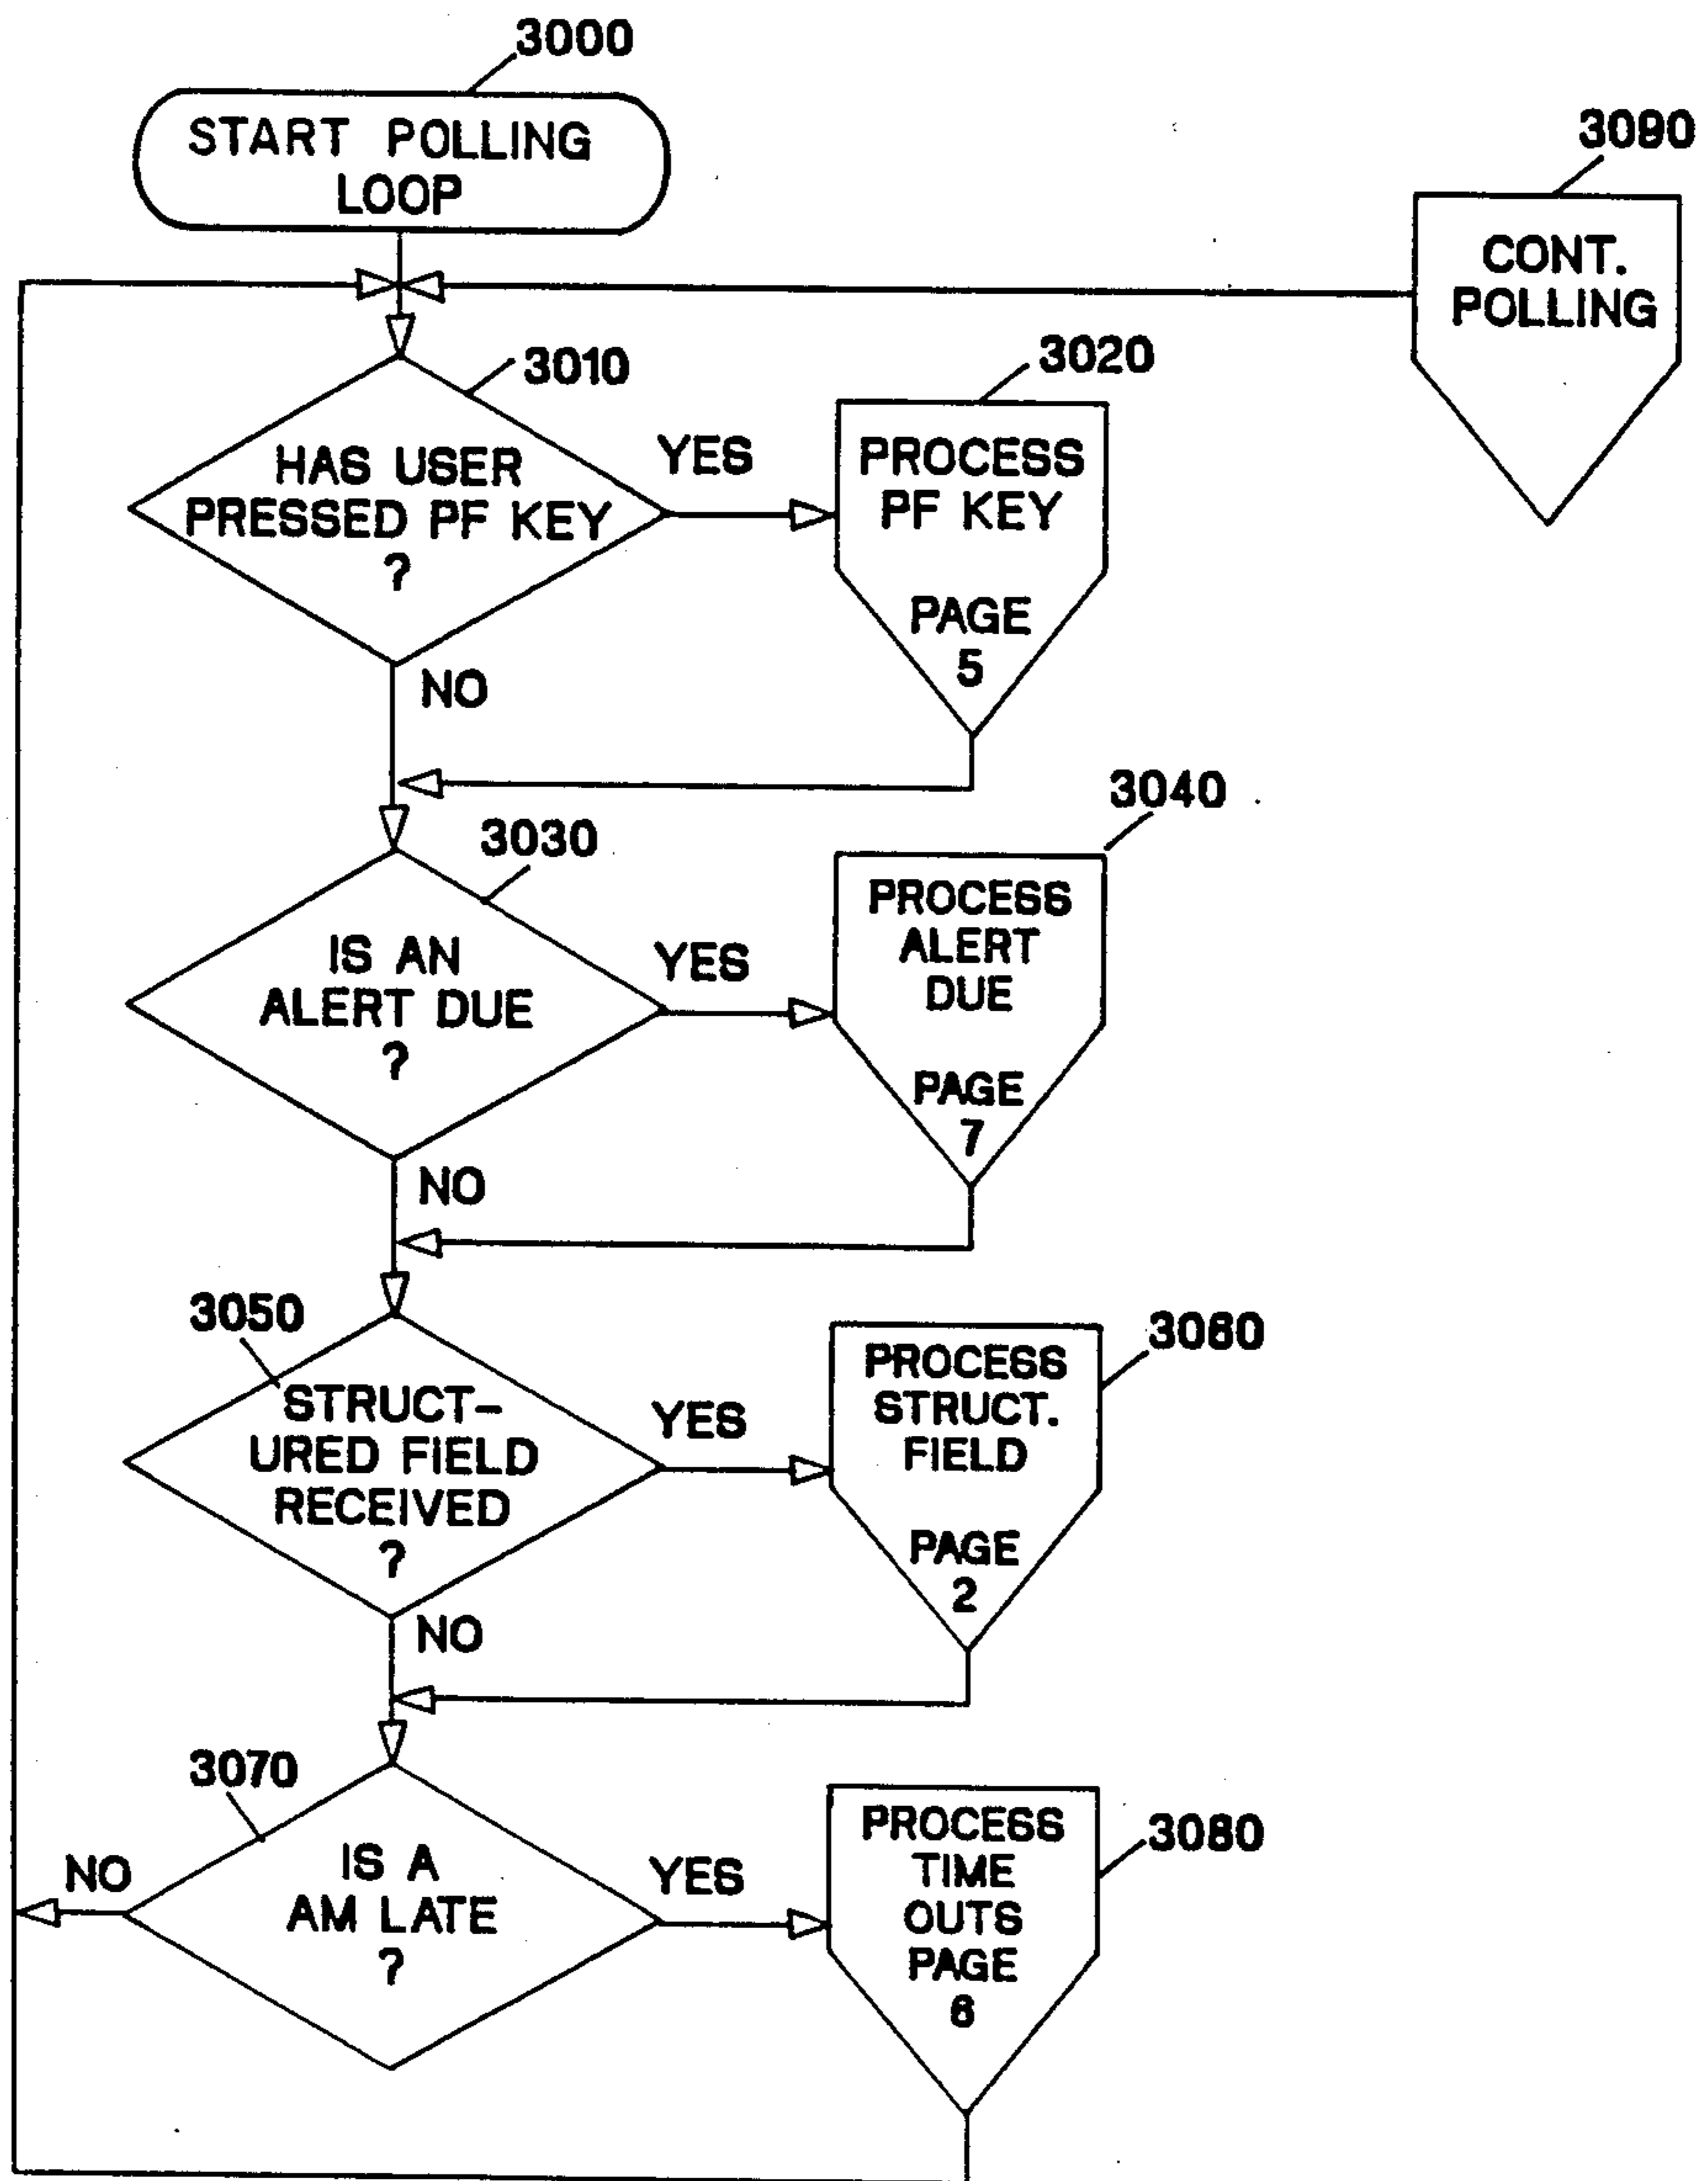 3000
START POLLING
LOOP
3090
CONT.
POLLING
3010
HAS USER
PRESSED PF KEY
?
YES
3020
PROCESS
PF KEY
PAGE
5
NO
3030
IS AN
ALERT DUE
?
YES
3040
PROCESS
ALERT
DUE
PAGE
7
NO
3050
STRUCT-
URED FIELD
RECEIVED
?
YES
3060
PROCESS
STRUCT.
FIELD
PAGE
2
NO
3070
IS A
AM LATE
?
NO
YES
3080
PROCESS
TIME
OUTS
PAGE
6